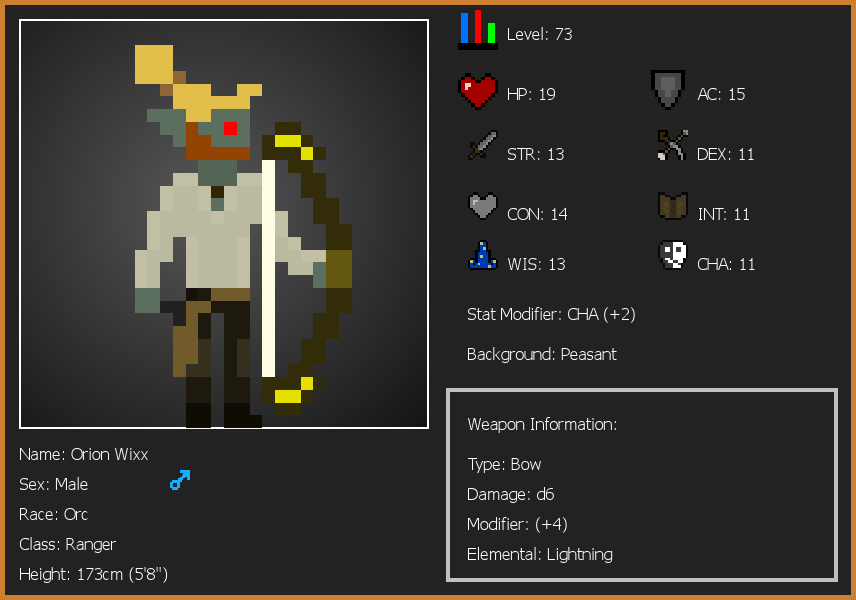 Level: 73
HP: 19
AC: 15
STR: 13
DEX: 11
CON: 14
INT: 11
WIS: 13
CHA: 11
Stat Modifier: CHA (+2)
Background: Peasant
Weapon Information:
Type: Bow
Damage: d6
Modifier: (+4)
Elemental: Lightning
Name: Orion Wixx
Sex: Male
Race: Orc
Class: Ranger
Height: 173cm (5'8")